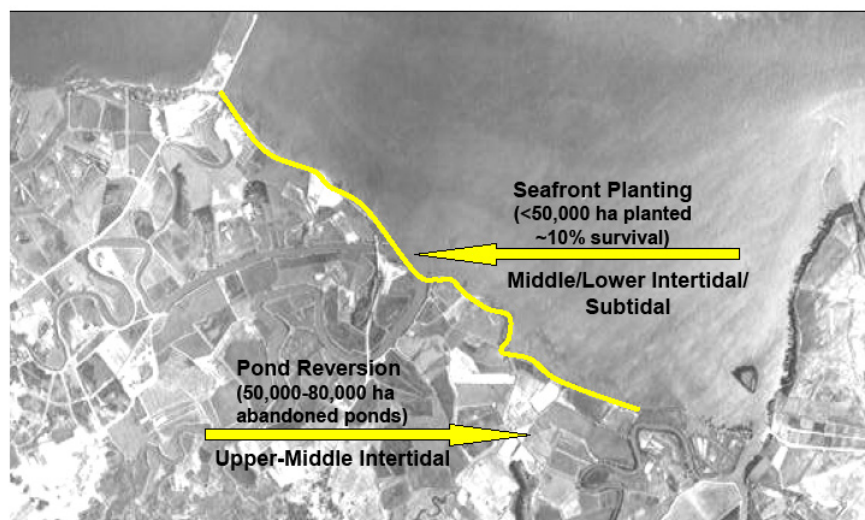 Seafront Planting
(<50,000 ha planted
~10% survival)
Middle/Lower Intertidal/
Subtidal
Pond Reversion
(50,000-80,000 ha
abandoned ponds)
Upper-Middle Intertidal